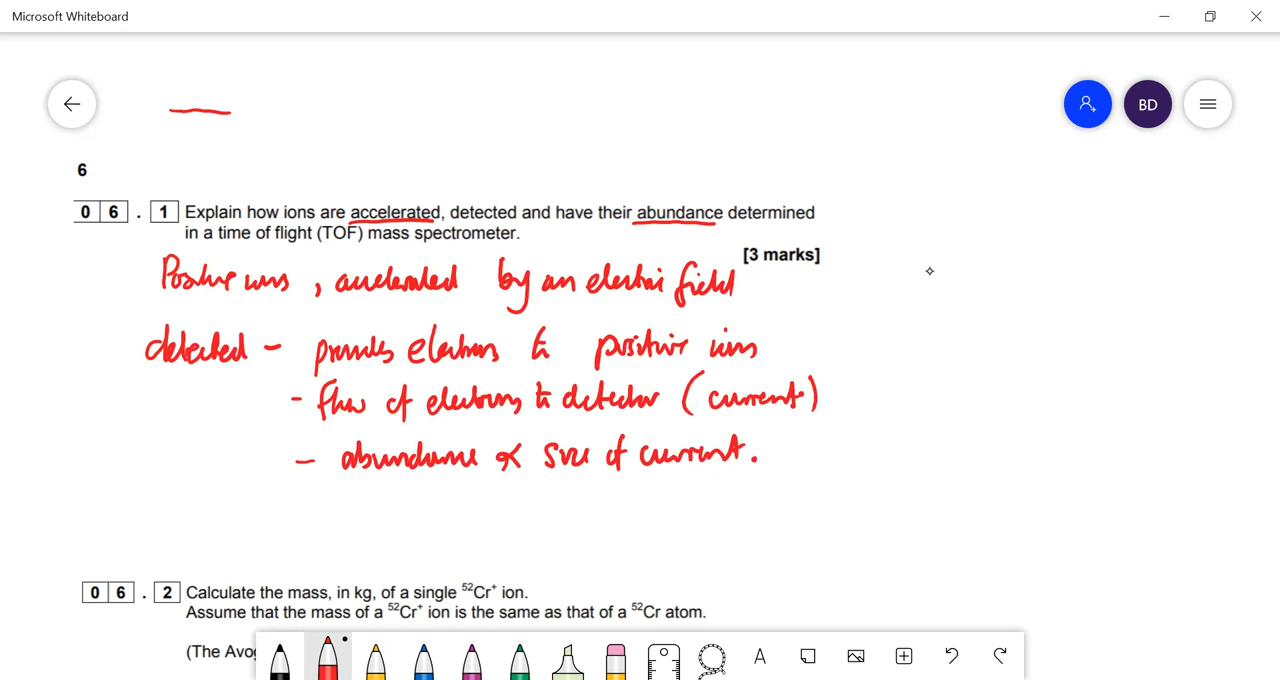 Microsoft Whiteboard
BD
6
0 6 . 1 Explain how ions are accelerated, detected and have their abundance determined
in a time of flight (TOF) mass spectrometer.
[3 marks]
Positive ions, accelerated by an electric field
detected - provides electrons to positive ions
- flow of electrons to detector (current)
- abundance ∝ size of current.
0 6 . 2 Calculate the mass, in kg, of a single ⁵²Cr⁺ ion.
Assume that the mass of a ⁵²Cr⁺ ion is the same as that of a ⁵²Cr atom.
(The Avog
A